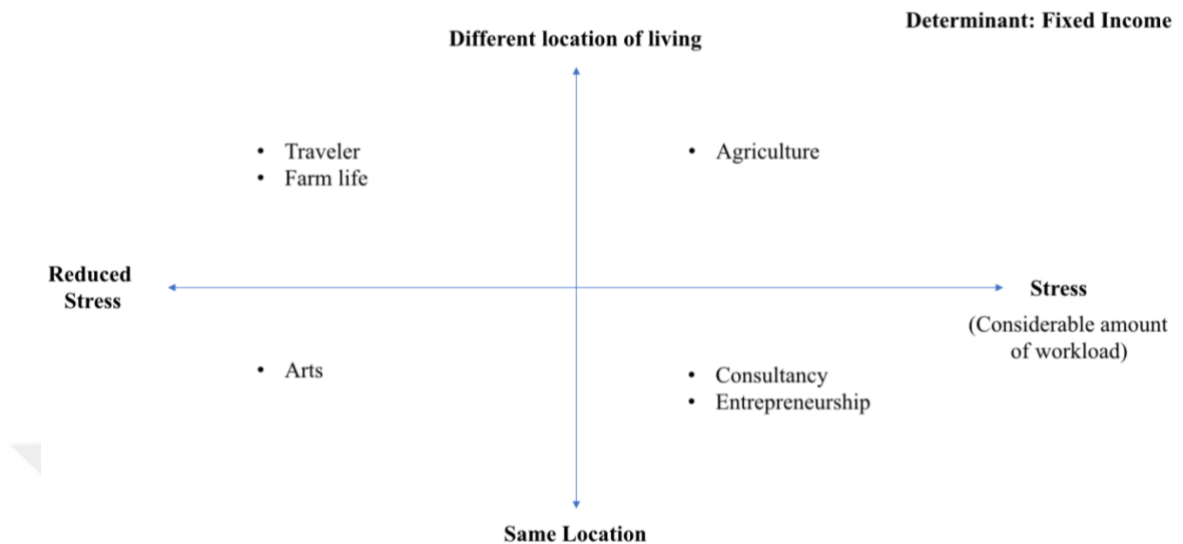 Determinant: Fixed Income
Different location of living
• Traveler
• Farm life
• Agriculture
Reduced
Stress
Stress
(Considerable amount
of workload)
• Arts
• Consultancy
• Entrepreneurship
Same Location